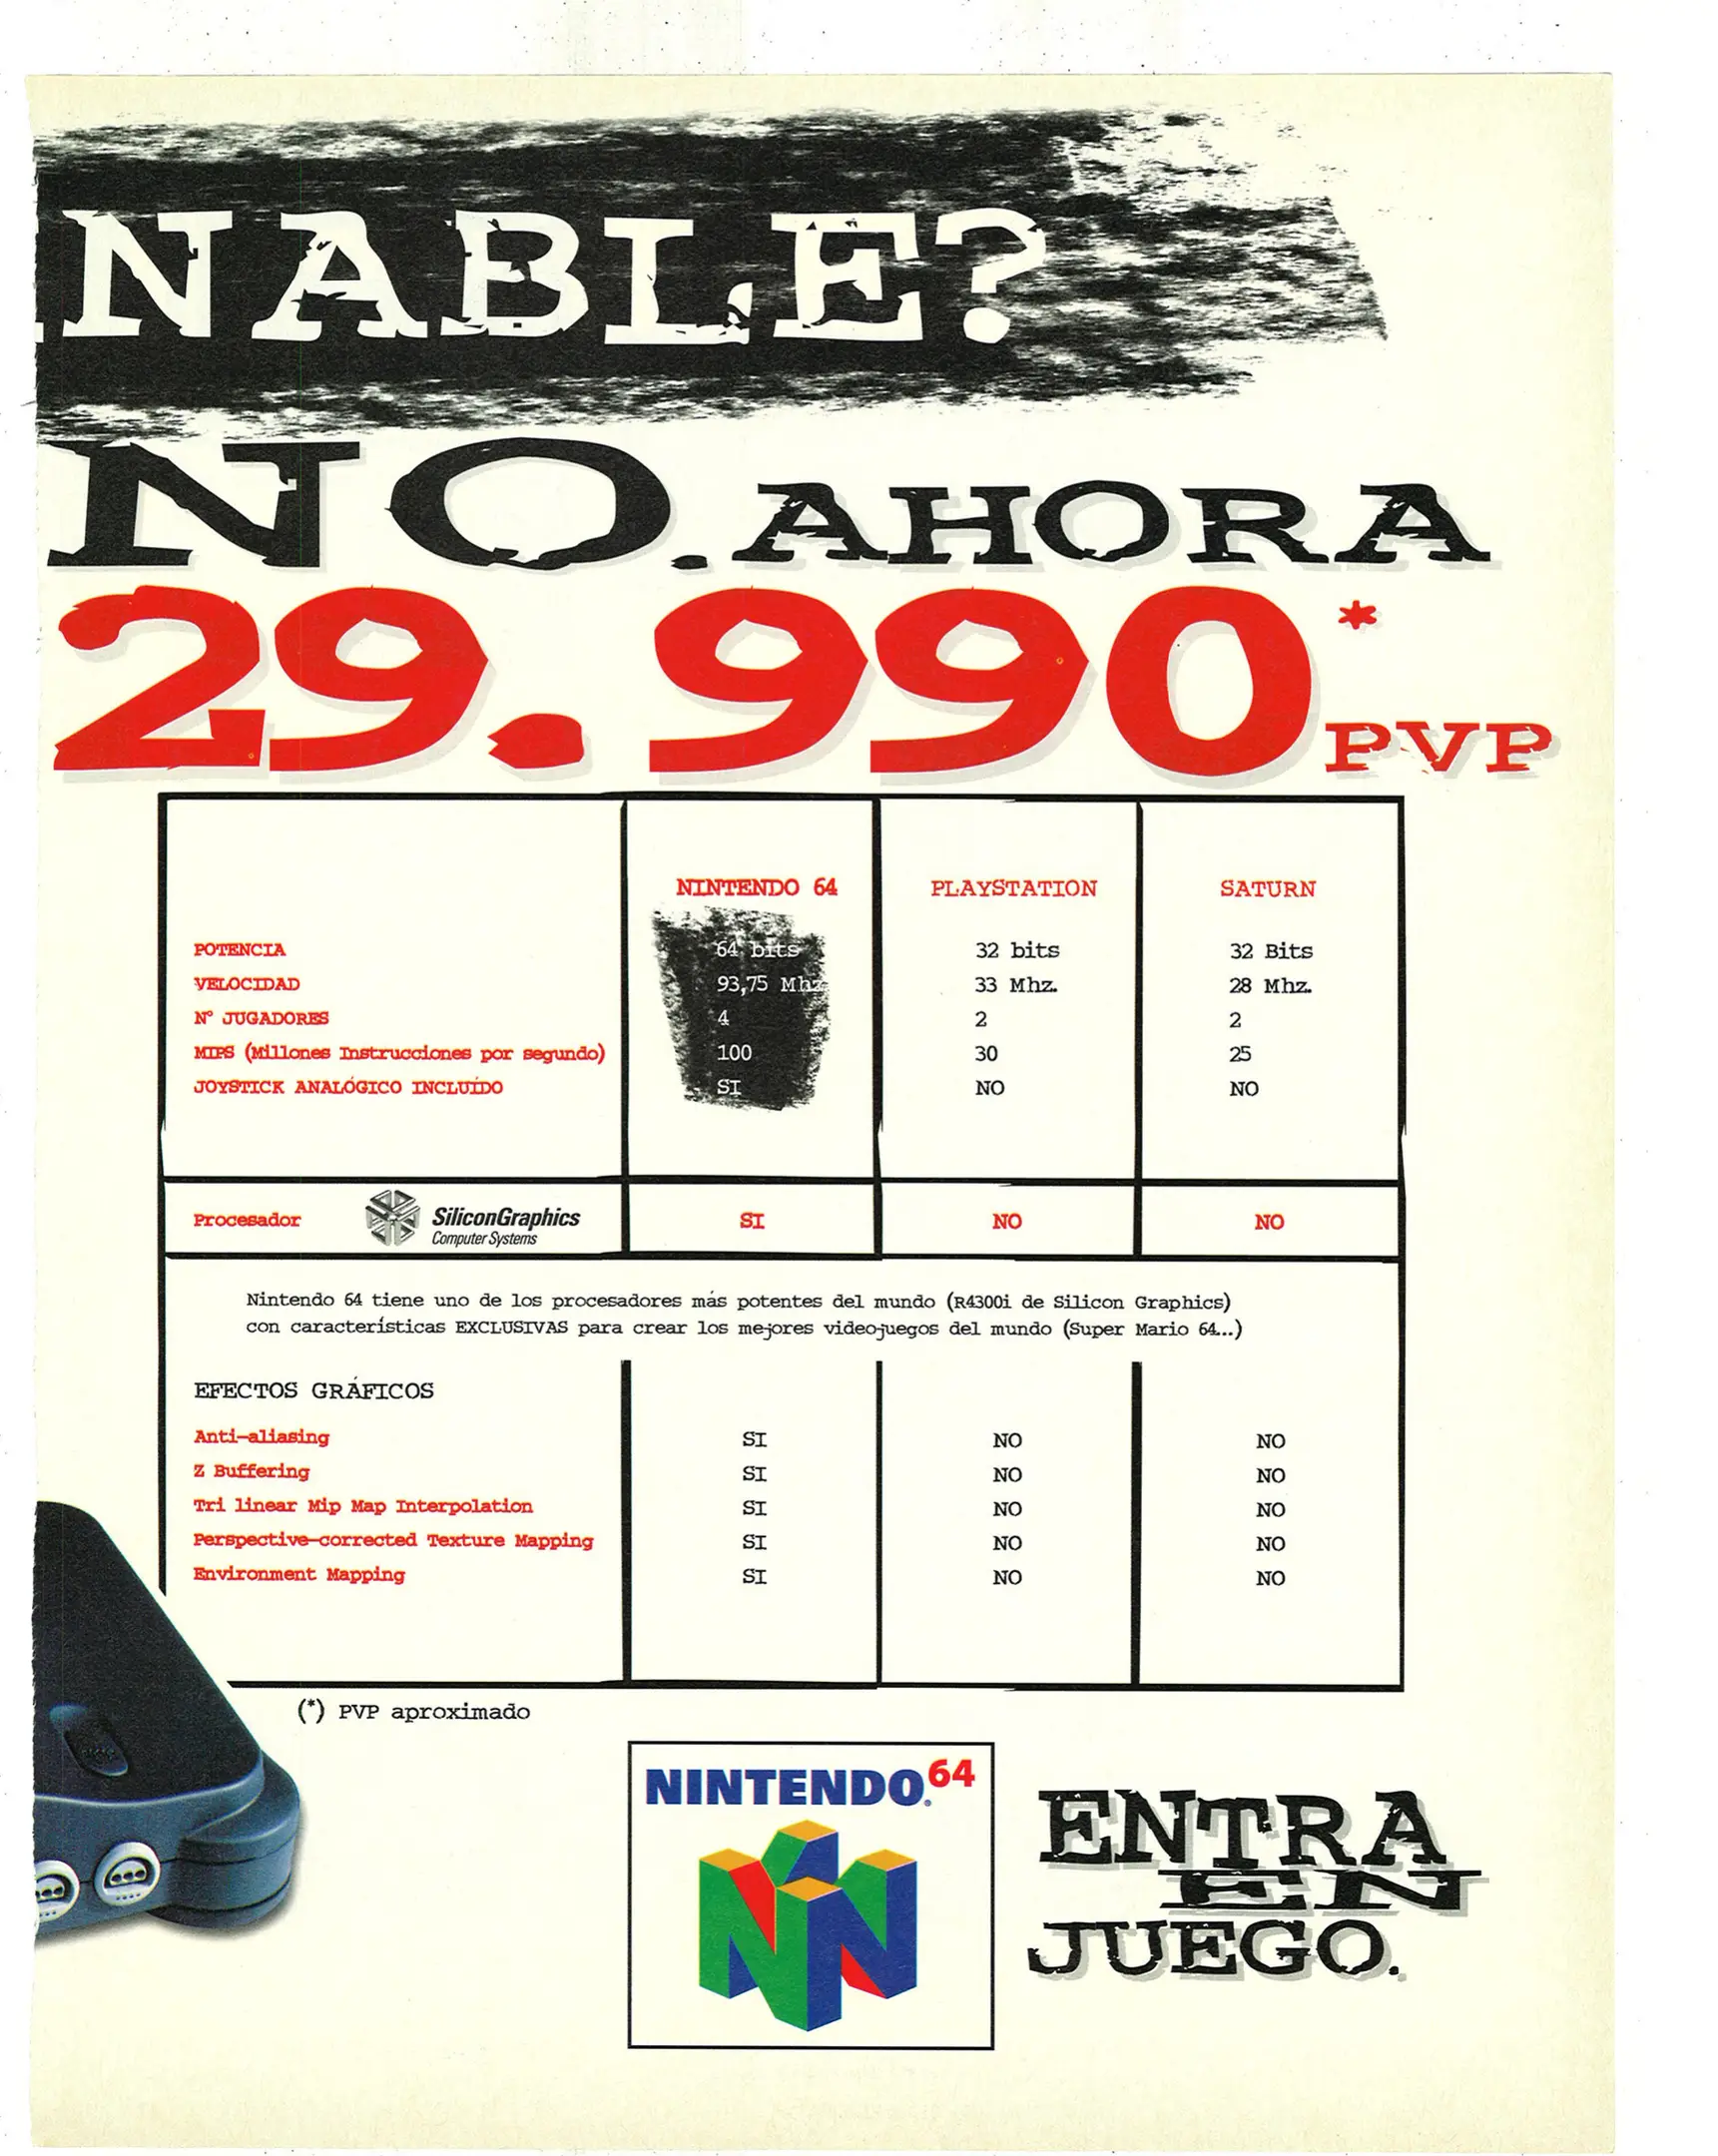 NABLE?
NO. AHORA
29.990* PVP
NINTENDO 64 PLAYSTATION SATURN
POTENCIA 64 bits 32 bits 32 Bits
VELOCIDAD 93,75 Mhz 33 Mhz. 28 Mhz.
Nº JUGADORES 4 2 2
MIPS (Millones Instrucciones por segundo) 100 30 25
JOYSTICK ANALÓGICO INCLUÍDO SI NO NO
Procesador SiliconGraphics Computer Systems SI NO NO
Nintendo 64 tiene uno de los procesadores más potentes del mundo (R4300i de Silicon Graphics)
con características EXCLUSIVAS para crear los mejores videojuegos del mundo (Super Mario 64...)
EFECTOS GRÁFICOS
Anti-aliasing SI NO NO
Z Buffering SI NO NO
Tri linear Mip Map Interpolation SI NO NO
Perspective-corrected Texture Mapping SI NO NO
Environment Mapping SI NO NO
(*) PVP aproximado
NINTENDO® 64
ENTRA
EN
JUEGO.